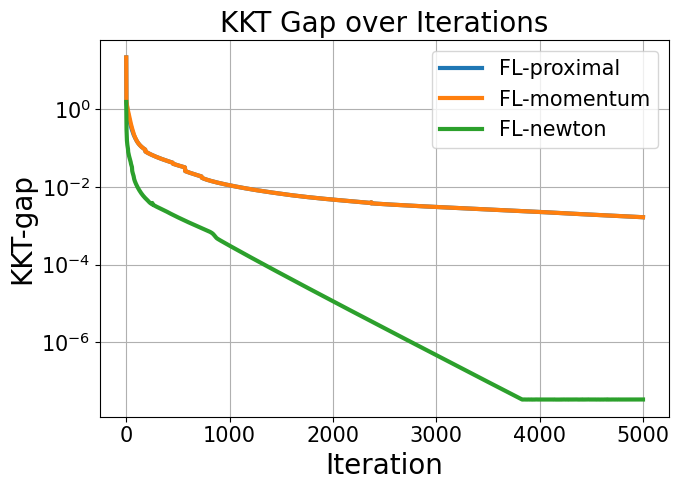 KKT Gap over Iterations
FL-proximal
FL-momentum
FL-newton
KKT-gap
10^0
10^-2
10^-4
10^-6
0 1000 2000 3000 4000 5000
Iteration